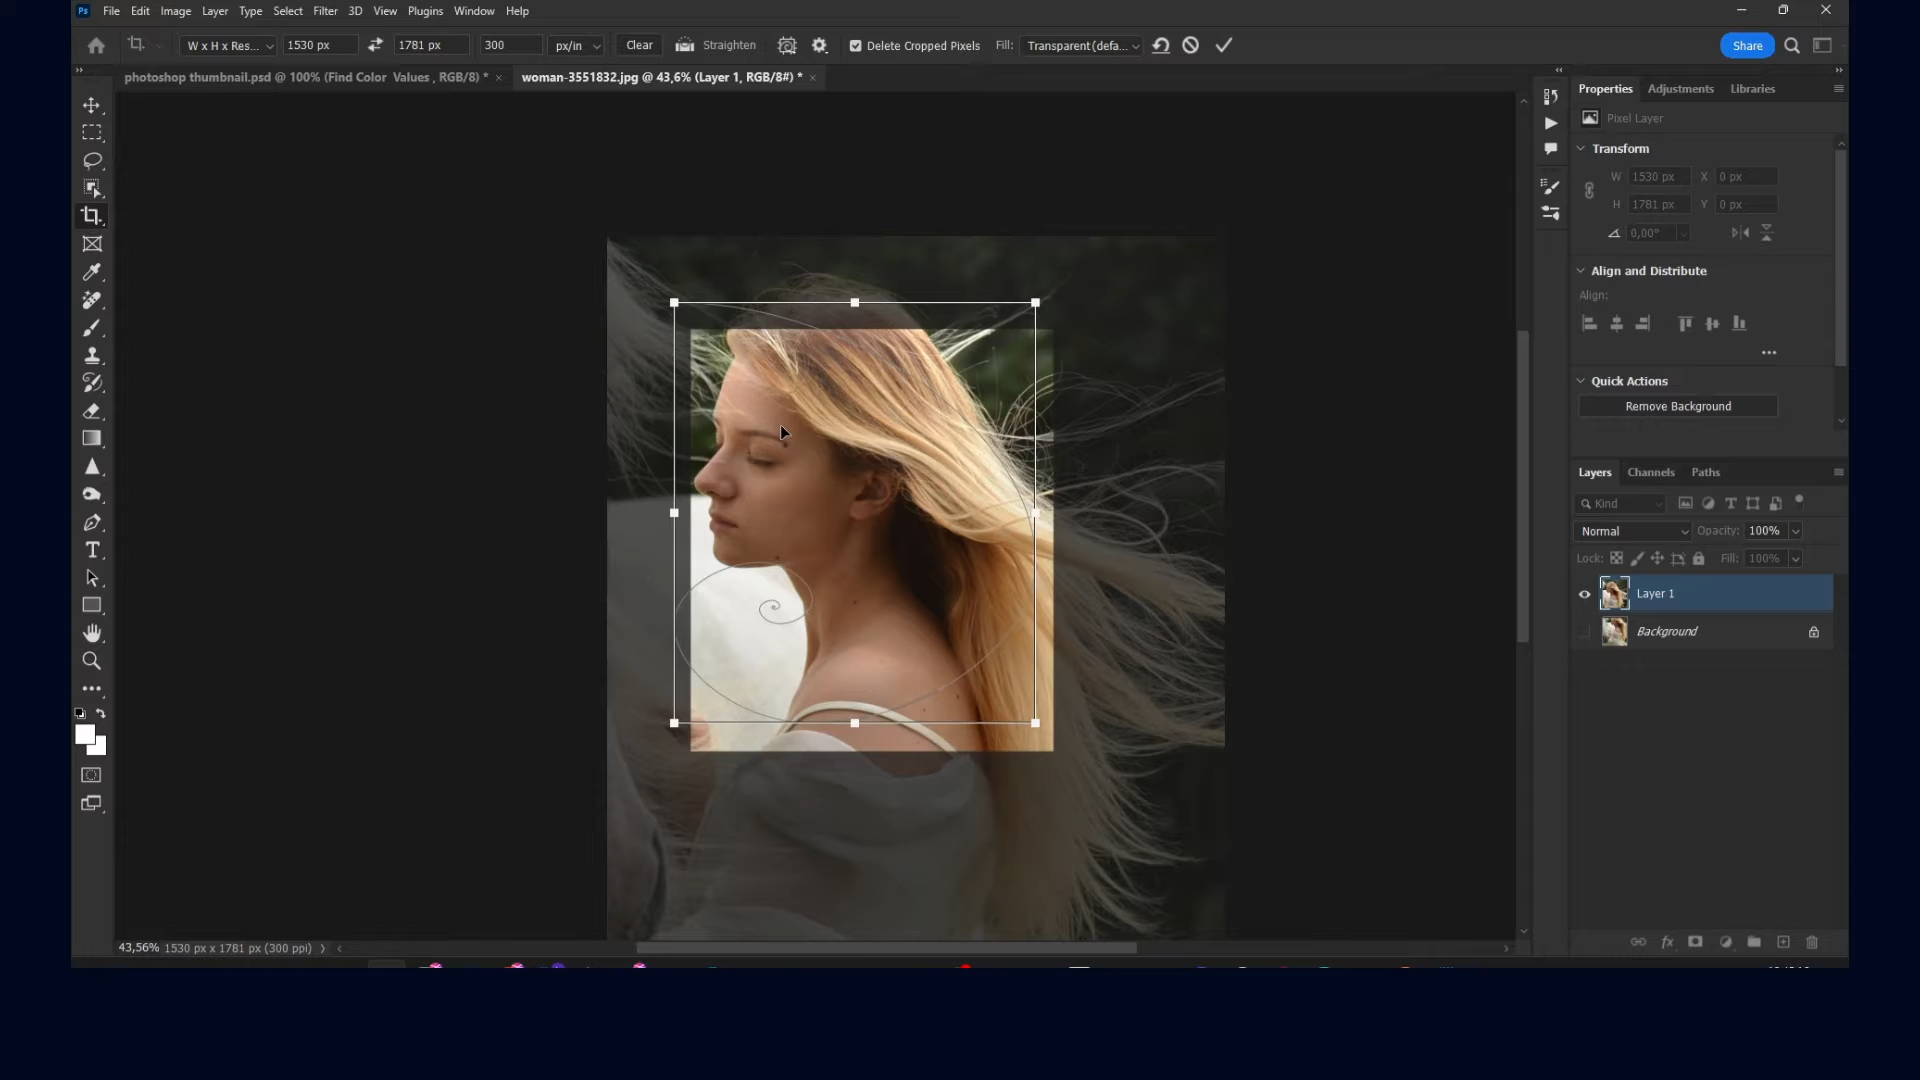 Ps File Edit Image Layer Type Select Filter 3D View Plugins Window Help
W x H x Res... 1530 px 1781 px 300 px/in Clear Straighten Delete Cropped Pixels Fill: Transparent (defa... Share
photoshop thumbnail.psd @ 100% (Find Color Values , RGB/8) * × woman-3551832.jpg @ 43,6% (Layer 1, RGB/8#) * ×
Properties Adjustments Libraries
Pixel Layer
Transform
W 1530 px X 0 px
H 1781 px Y 0 px
0,00°
Align and Distribute
Align:
Quick Actions
Remove Background
Layers Channels Paths
Kind
Normal Opacity: 100%
Lock: Fill: 100%
Layer 1
Background
43,56% 1530 px x 1781 px (300 ppi)